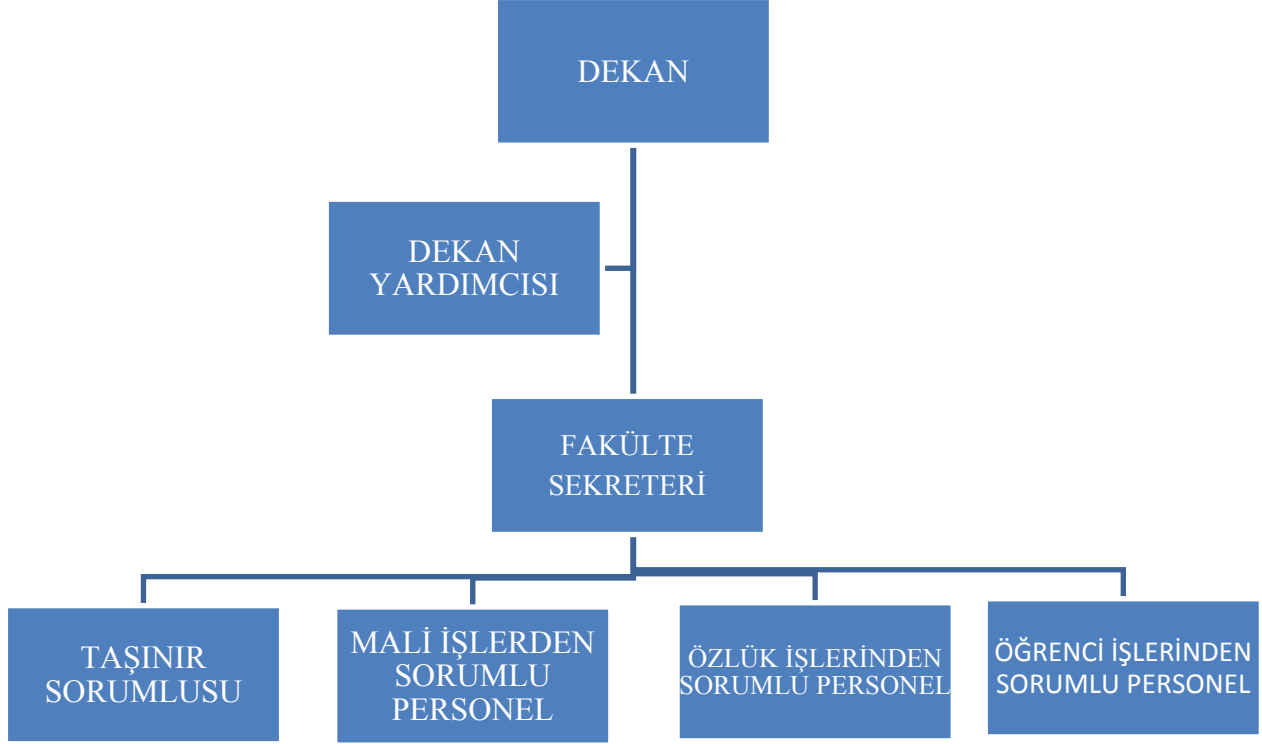 DEKAN
DEKAN
YARDIMCISI
FAKÜLTE
SEKRETERİ
TAŞINIR
SORUMLUSU
MALİ İŞLERDEN
SORUMLU
PERSONEL
ÖZLÜK İŞLERİNDEN
SORUMLU PERSONEL
ÖĞRENCİ İŞLERİNDEN
SORUMLU PERSONEL